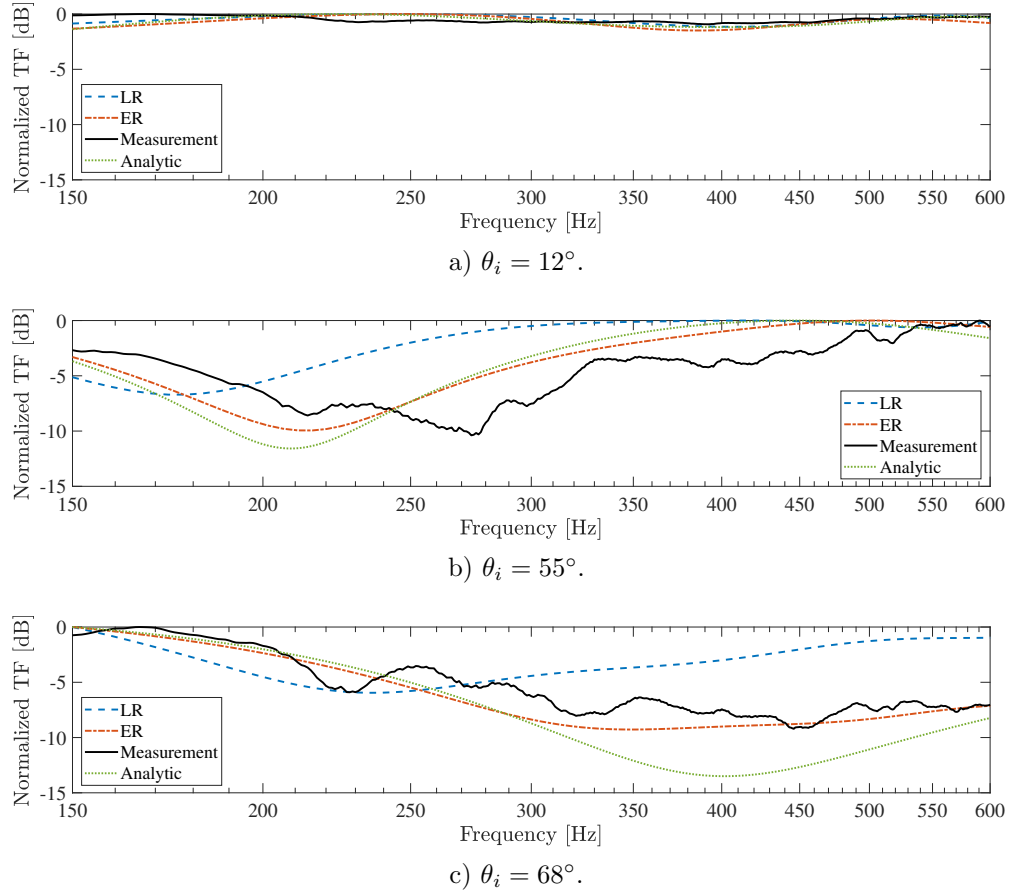 Normalized TF [dB]
0
-5
-10
-15
LR
ER
Measurement
Analytic
150 200 250 300 350 400 450 500 550 600
Frequency [Hz]
a) θi = 12°.
Normalized TF [dB]
0
-5
-10
-15
LR
ER
Measurement
Analytic
150 200 250 300 350 400 450 500 550 600
Frequency [Hz]
b) θi = 55°.
Normalized TF [dB]
0
-5
-10
-15
LR
ER
Measurement
Analytic
150 200 250 300 350 400 450 500 550 600
Frequency [Hz]
c) θi = 68°.